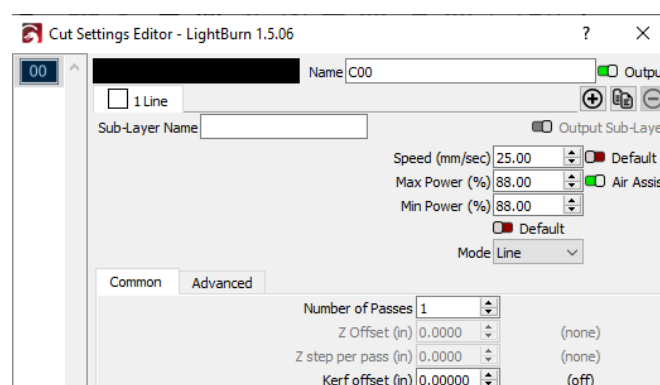 Cut Settings Editor - LightBurn 1.5.06 ?
00 Name C00 Outpu
1 Line
Sub-Layer Name Output Sub-Laye
Speed (mm/sec) 25.00 Default
Max Power (%) 88.00 Air Assis
Min Power (%) 88.00
Default
Mode Line
Common Advanced
Number of Passes 1
Z Offset (in) 0.0000 (none)
Z step per pass (in) 0.0000 (none)
Kerf offset (in) 0.00000 (off)